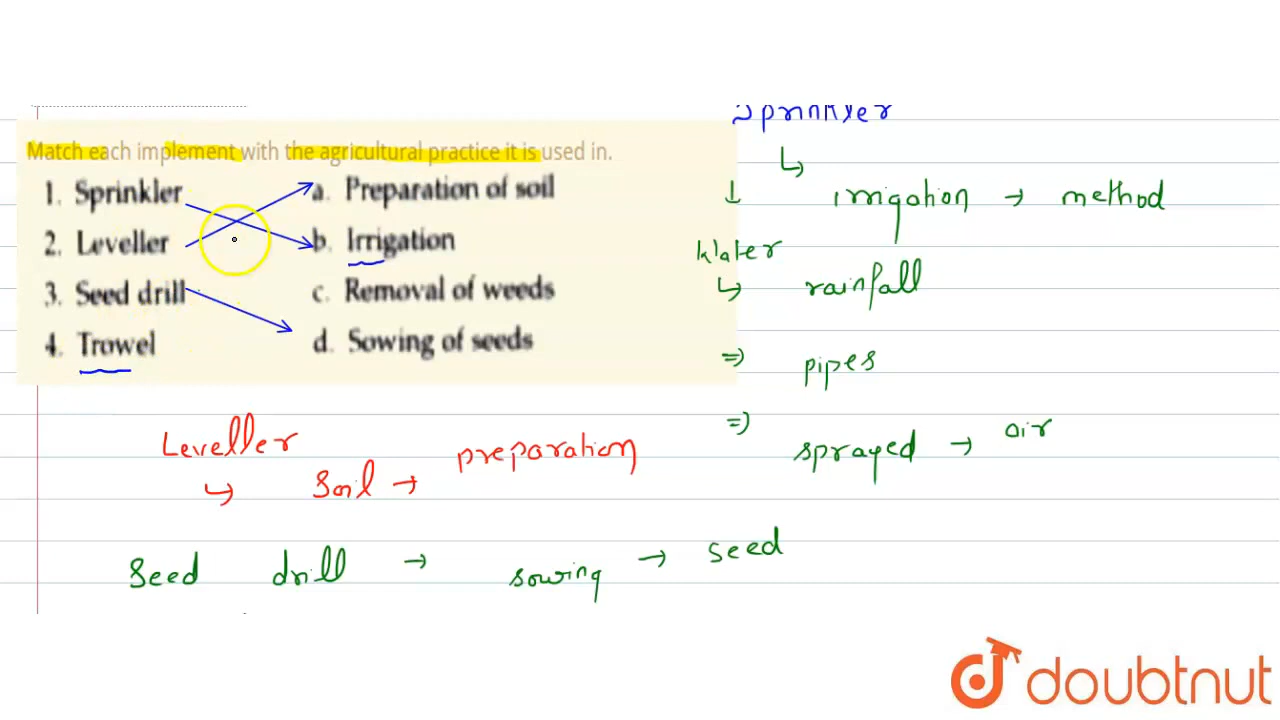 Sprinkler
Match each implement with the agricultural practice it is used in.
1. Sprinkler a. Preparation of soil
2. Leveller b. Irrigation
3. Seed drill c. Removal of weeds
4. Trowel d. Sowing of seeds
↳ irrigation → method
↓ Water
↳ rainfall
⇒ pipes
⇒ sprayed → air
Leveller
↳ Soil → preparation
Seed drill → sowing → seed
doubtnut